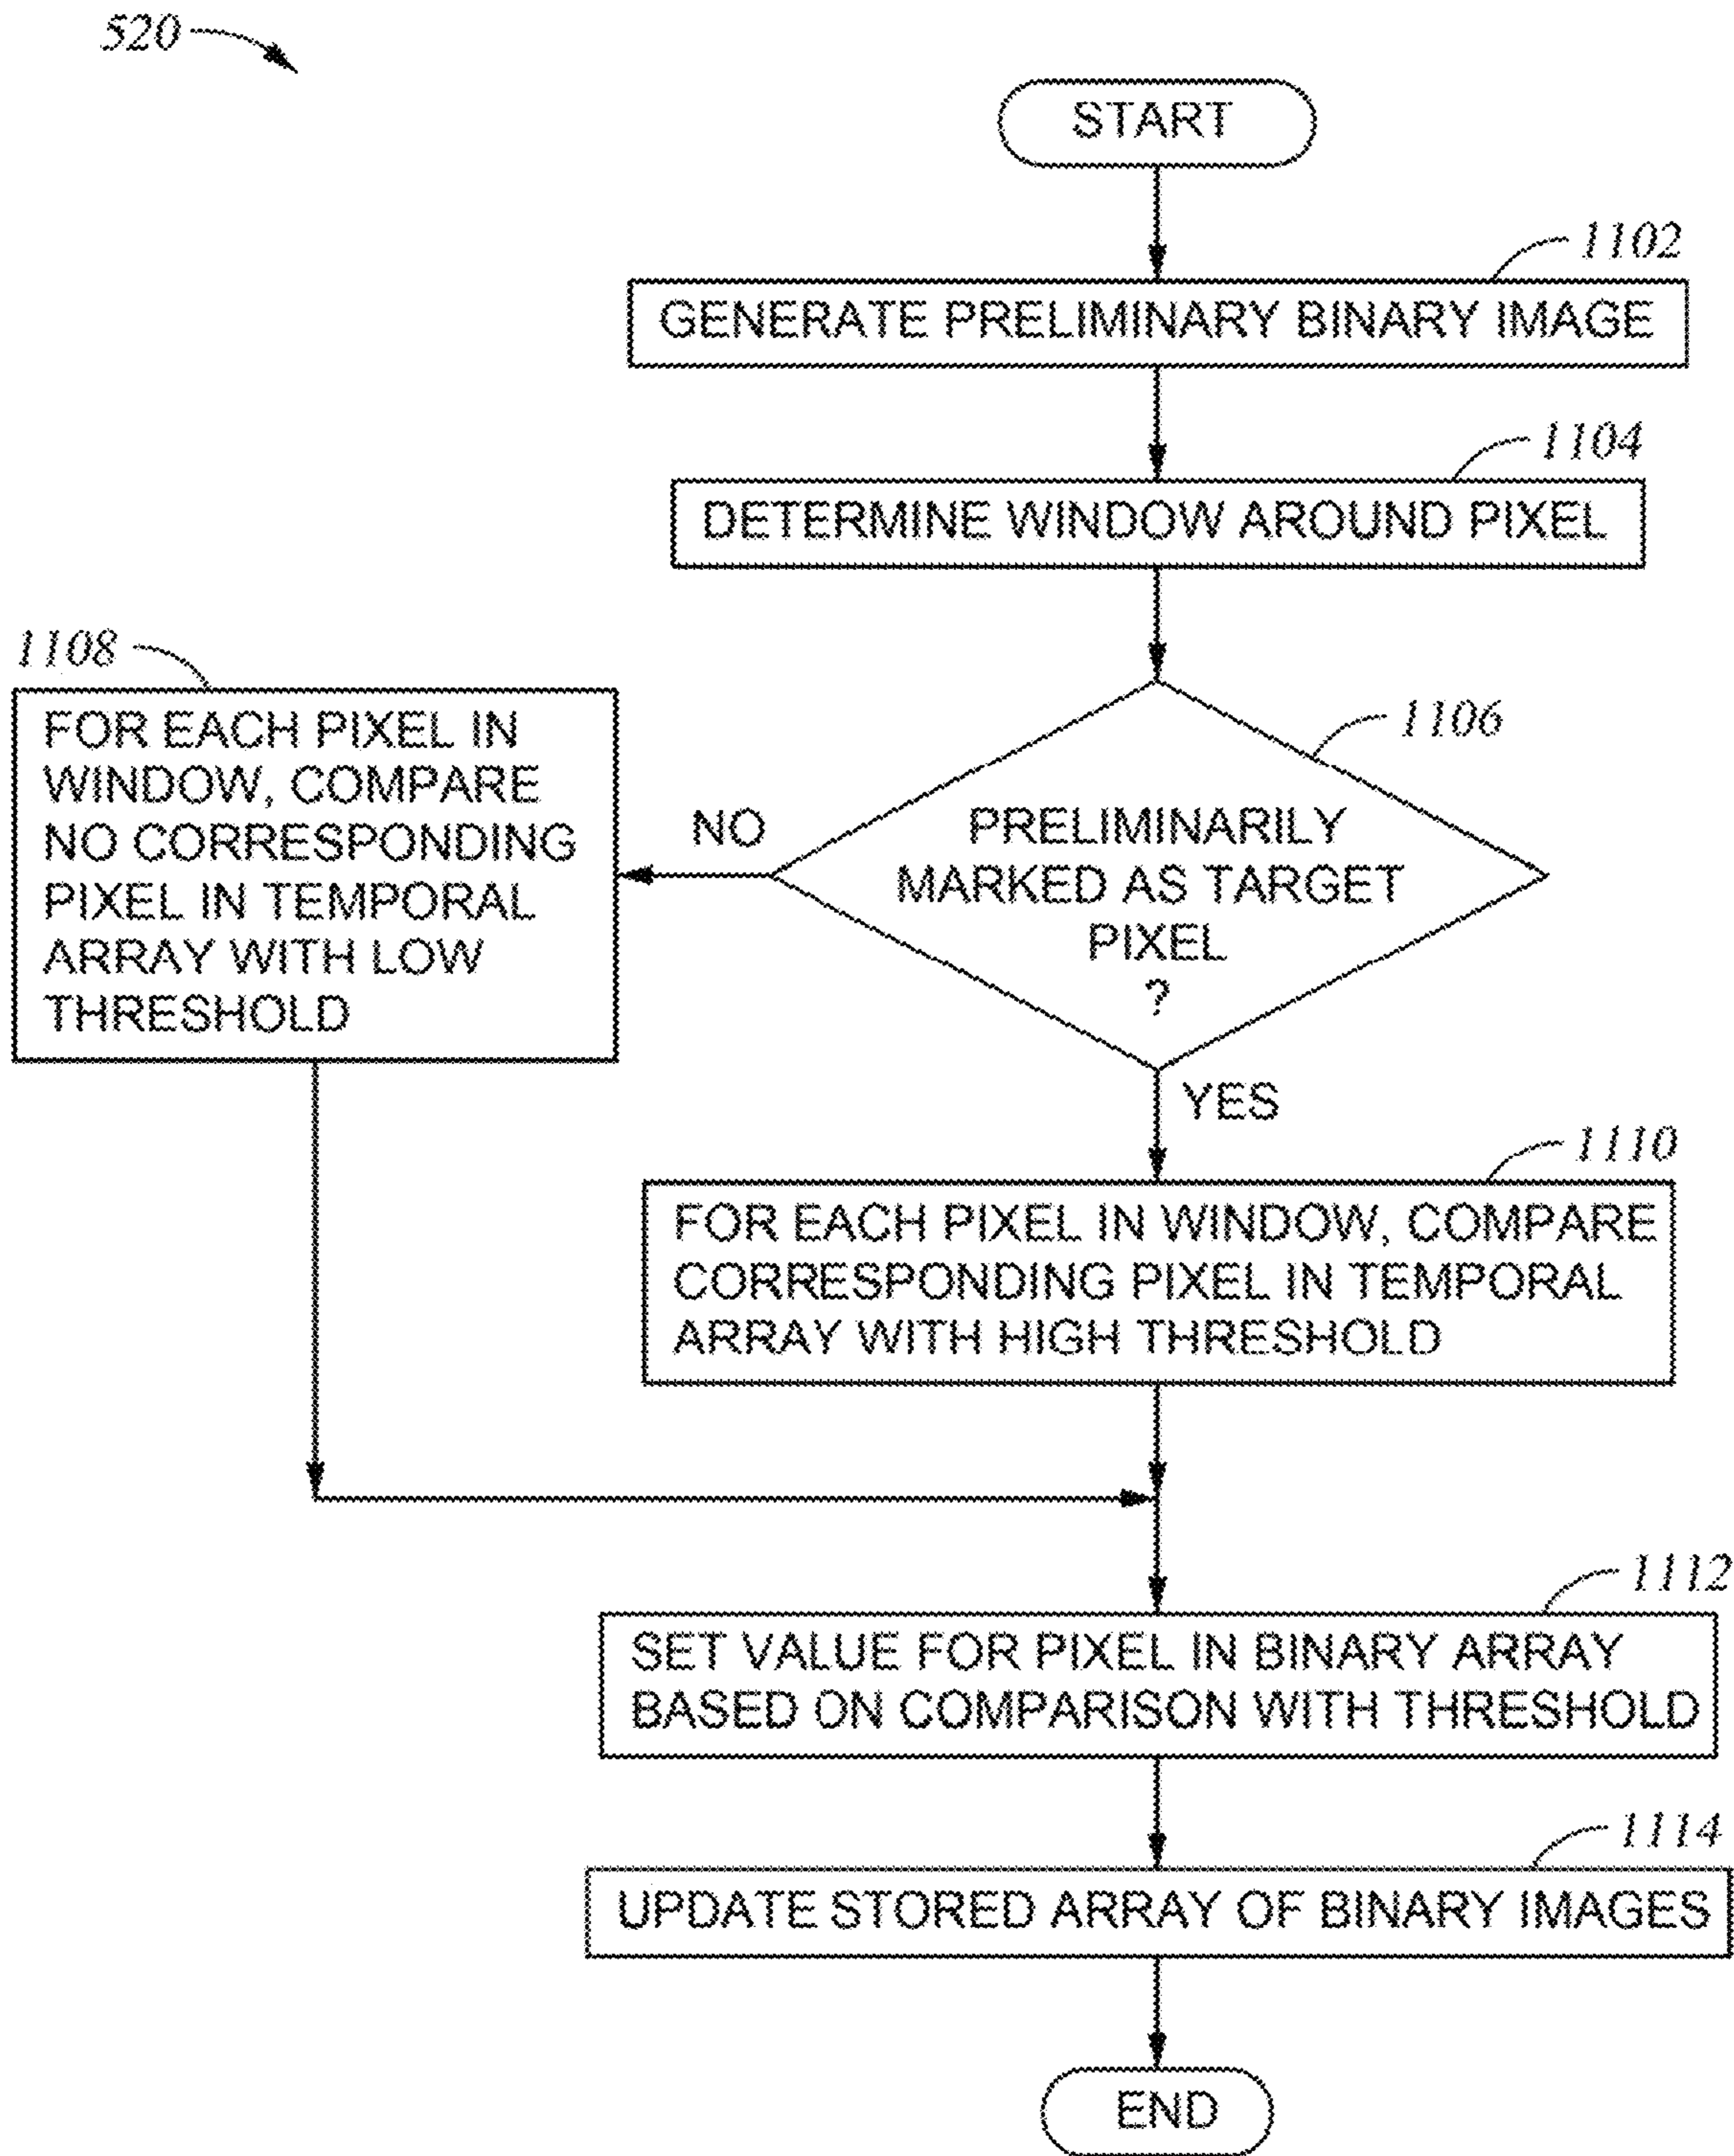 520
START
1102
GENERATE PRELIMINARY BINARY IMAGE
1104
DETERMINE WINDOW AROUND PIXEL
1108
FOR EACH PIXEL IN
WINDOW, COMPARE
NO CORRESPONDING
PIXEL IN TEMPORAL
ARRAY WITH LOW
THRESHOLD
NO
1106
PRELIMINARILY
MARKED AS TARGET
PIXEL
?
YES
1110
FOR EACH PIXEL IN WINDOW, COMPARE
CORRESPONDING PIXEL IN TEMPORAL
ARRAY WITH HIGH THRESHOLD
1112
SET VALUE FOR PIXEL IN BINARY ARRAY
BASED ON COMPARISON WITH THRESHOLD
1114
UPDATE STORED ARRAY OF BINARY IMAGES
END